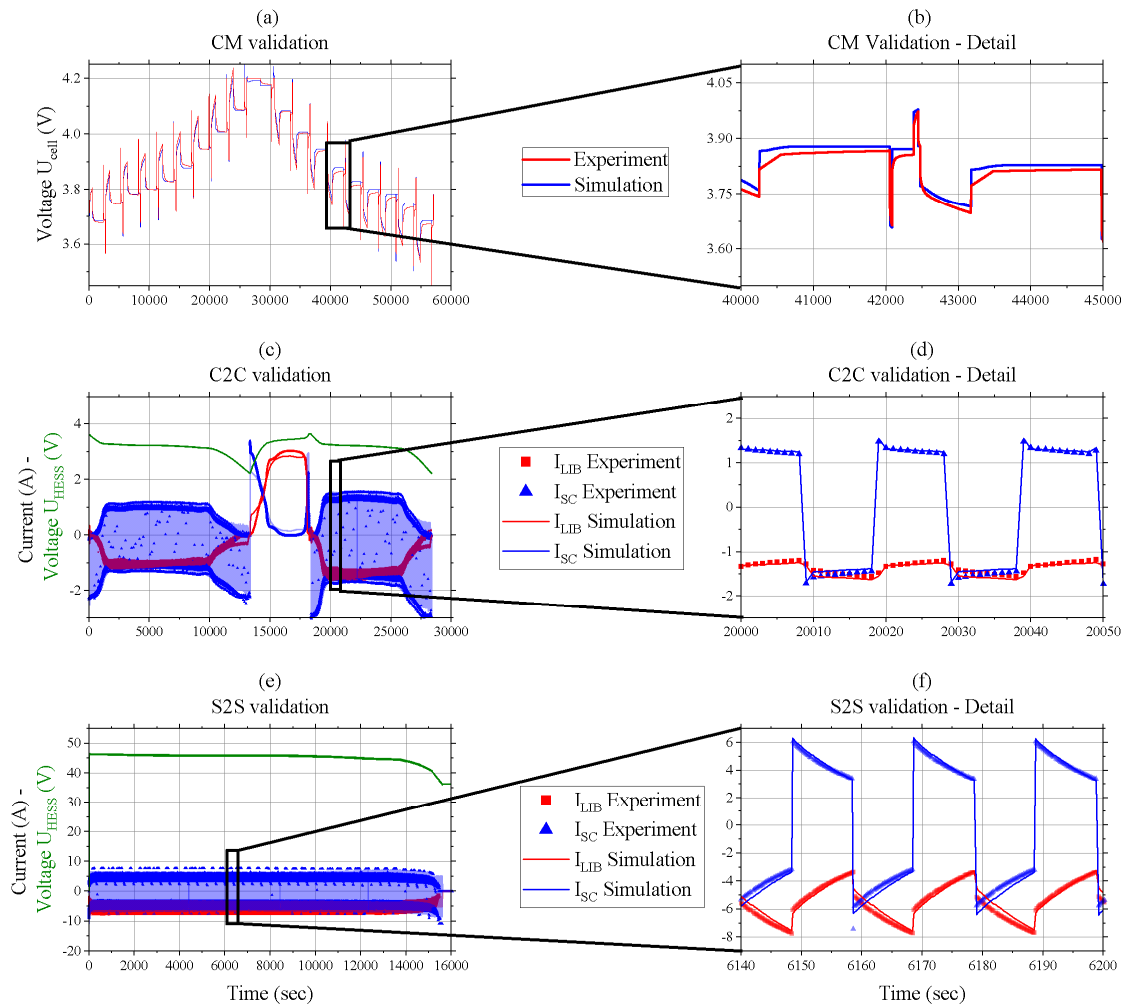 (a)
CM validation
4.2
4.0
3.8
3.6
Voltage U_cell (V)
0 10000 20000 30000 40000 50000 60000
Experiment
Simulation
(b)
CM Validation - Detail
4.05
3.90
3.75
3.60
40000 41000 42000 43000 44000 45000
(c)
C2C validation
4
2
0
-2
Current (A) -
Voltage U_HESS (V)
0 5000 10000 15000 20000 25000 30000
I_LIB Experiment
I_SC Experiment
I_LIB Simulation
I_SC Simulation
(d)
C2C validation - Detail
2
1
0
-1
-2
20000 20010 20020 20030 20040 20050
(e)
S2S validation
50
40
30
20
10
0
-10
-20
Current (A) -
Voltage U_HESS (V)
0 2000 4000 6000 8000 10000 12000 14000 16000
Time (sec)
I_LIB Experiment
I_SC Experiment
I_LIB Simulation
I_SC Simulation
(f)
S2S validation - Detail
6
4
2
0
-2
-4
-6
-8
6140 6150 6160 6170 6180 6190 6200
Time (sec)